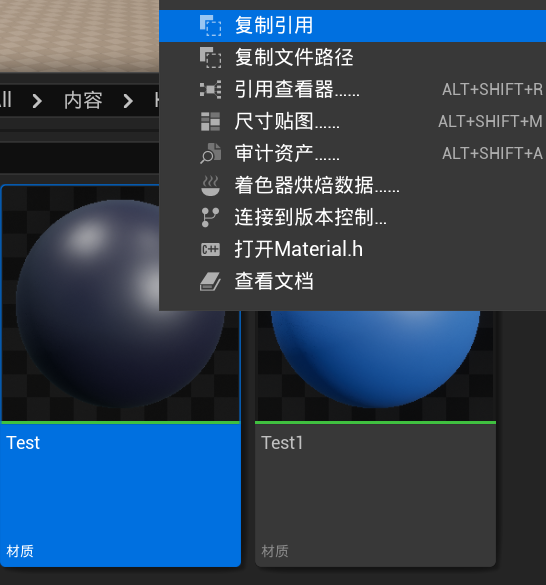 复制引用
复制文件路径
引用查看器...... ALT+SHIFT+R
尺寸贴图...... ALT+SHIFT+M
审计资产...... ALT+SHIFT+A
着色器烘焙数据......
连接到版本控制...
打开Material.h
查看文档
内容
Test
Test1
材质
材质